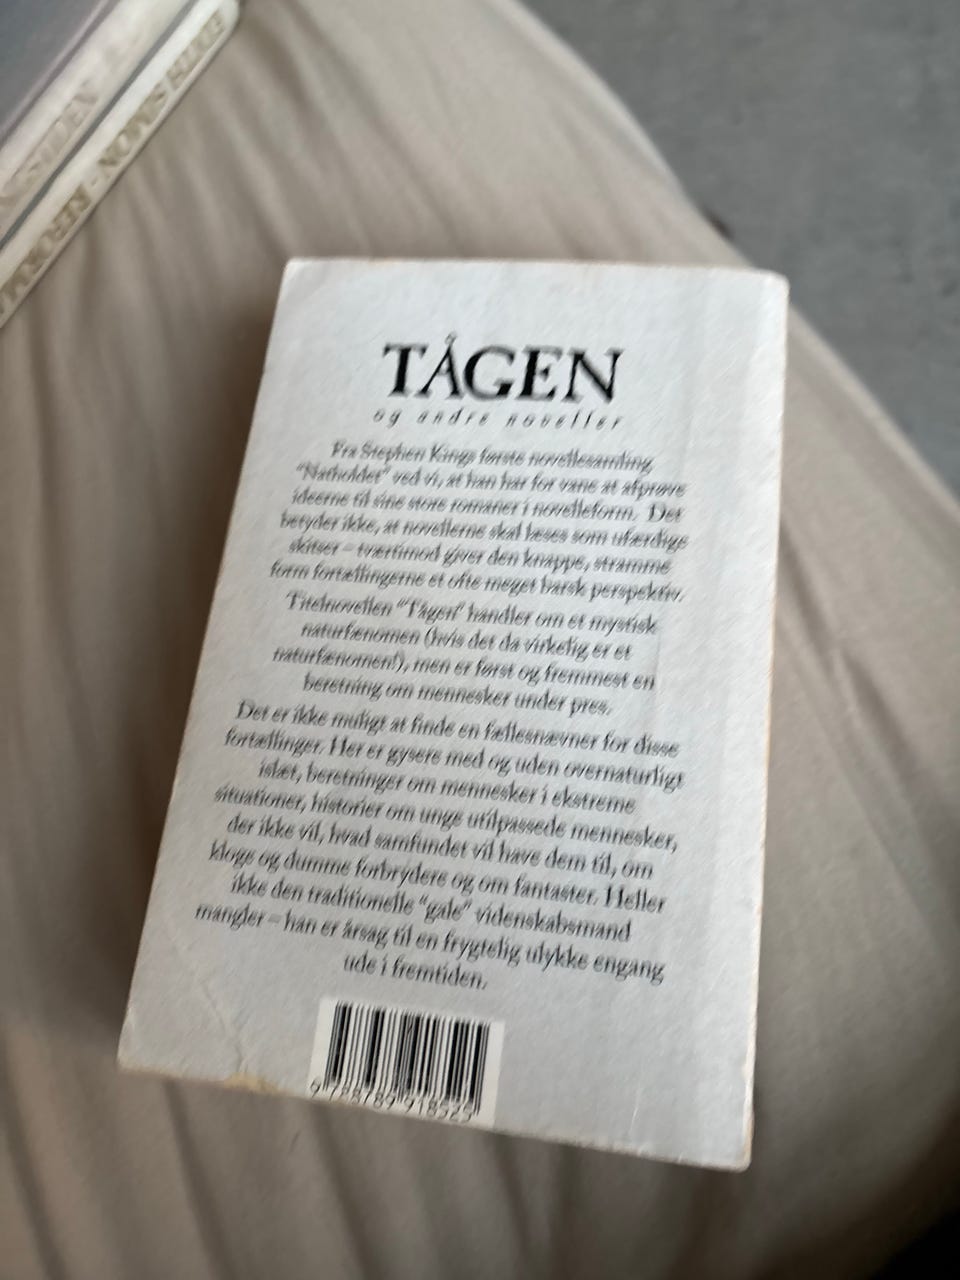 EDITH SIMON - REFORMA
TÅGEN
og andre noveller
Fra Stephen Kings første novellesamling
"Natholdet" ved vi, at han har for vane at afprøve
ideerne til sine store romaner i novelleform. Det
betyder ikke, at novellerne skal læses som ufærdige
skitser – tværtimod giver den knappe, stramme
form fortællingerne et ofte meget barsk perspektiv.
Titelnovellen "Tågen" handler om et mystisk
naturfænomen (hvis det da virkelig er et
naturfænomen!), men er først og fremmest en
beretning om mennesker under pres.
Det er ikke muligt at finde en fællesnævner for disse
fortællinger. Her er gysere med og uden overnaturligt
islæt, beretninger om mennesker i ekstreme
situationer, historier om unge utilpassede mennesker,
der ikke vil, hvad samfundet vil have dem til, om
kloge og dumme forbrydere og om fantaster. Heller
ikke den traditionelle "gale" videnskabsmand
mangler – han er årsag til en frygtelig ulykke engang
ude i fremtiden.
9 788789 918525